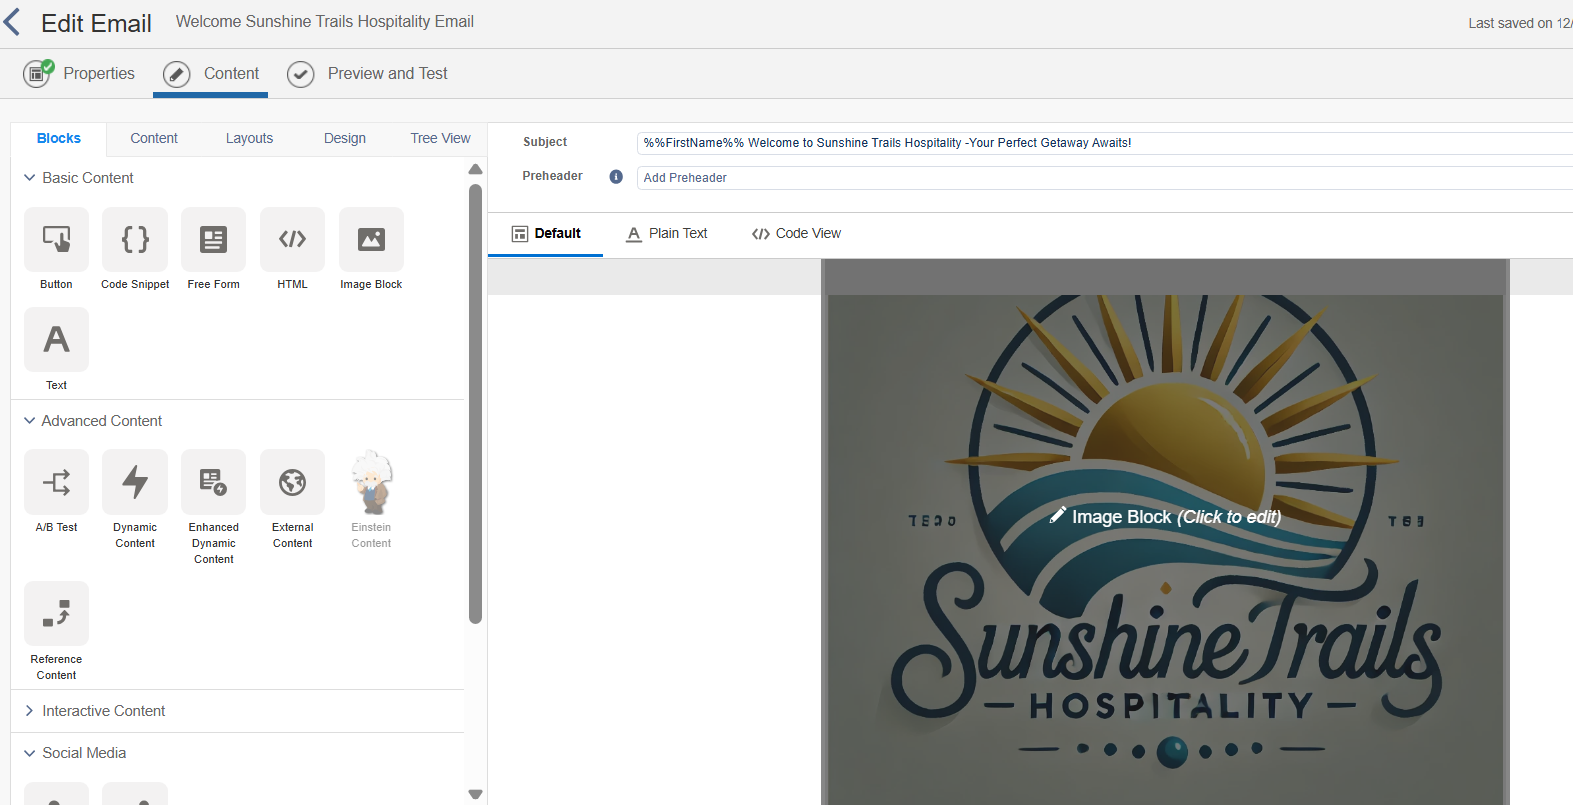 Edit Email
Welcome Sunshine Trails Hospitality Email
Last saved on 12/
Properties
Content
Preview and Test
Blocks
Content
Layouts
Design
Tree View
Subject
%%FirstName%% Welcome to Sunshine Trails Hospitality -Your Perfect Getaway Awaits!
Preheader
Add Preheader
Default
Plain Text
Code View
Basic Content
Button
Code Snippet
Free Form
HTML
Image Block
Text
Advanced Content
A/B Test
Dynamic
Content
Enhanced
Dynamic
Content
External
Content
Einstein
Content
Reference
Content
Interactive Content
Social Media
Image Block (Click to edit)
Sunshine Trails
HOSPITALITY